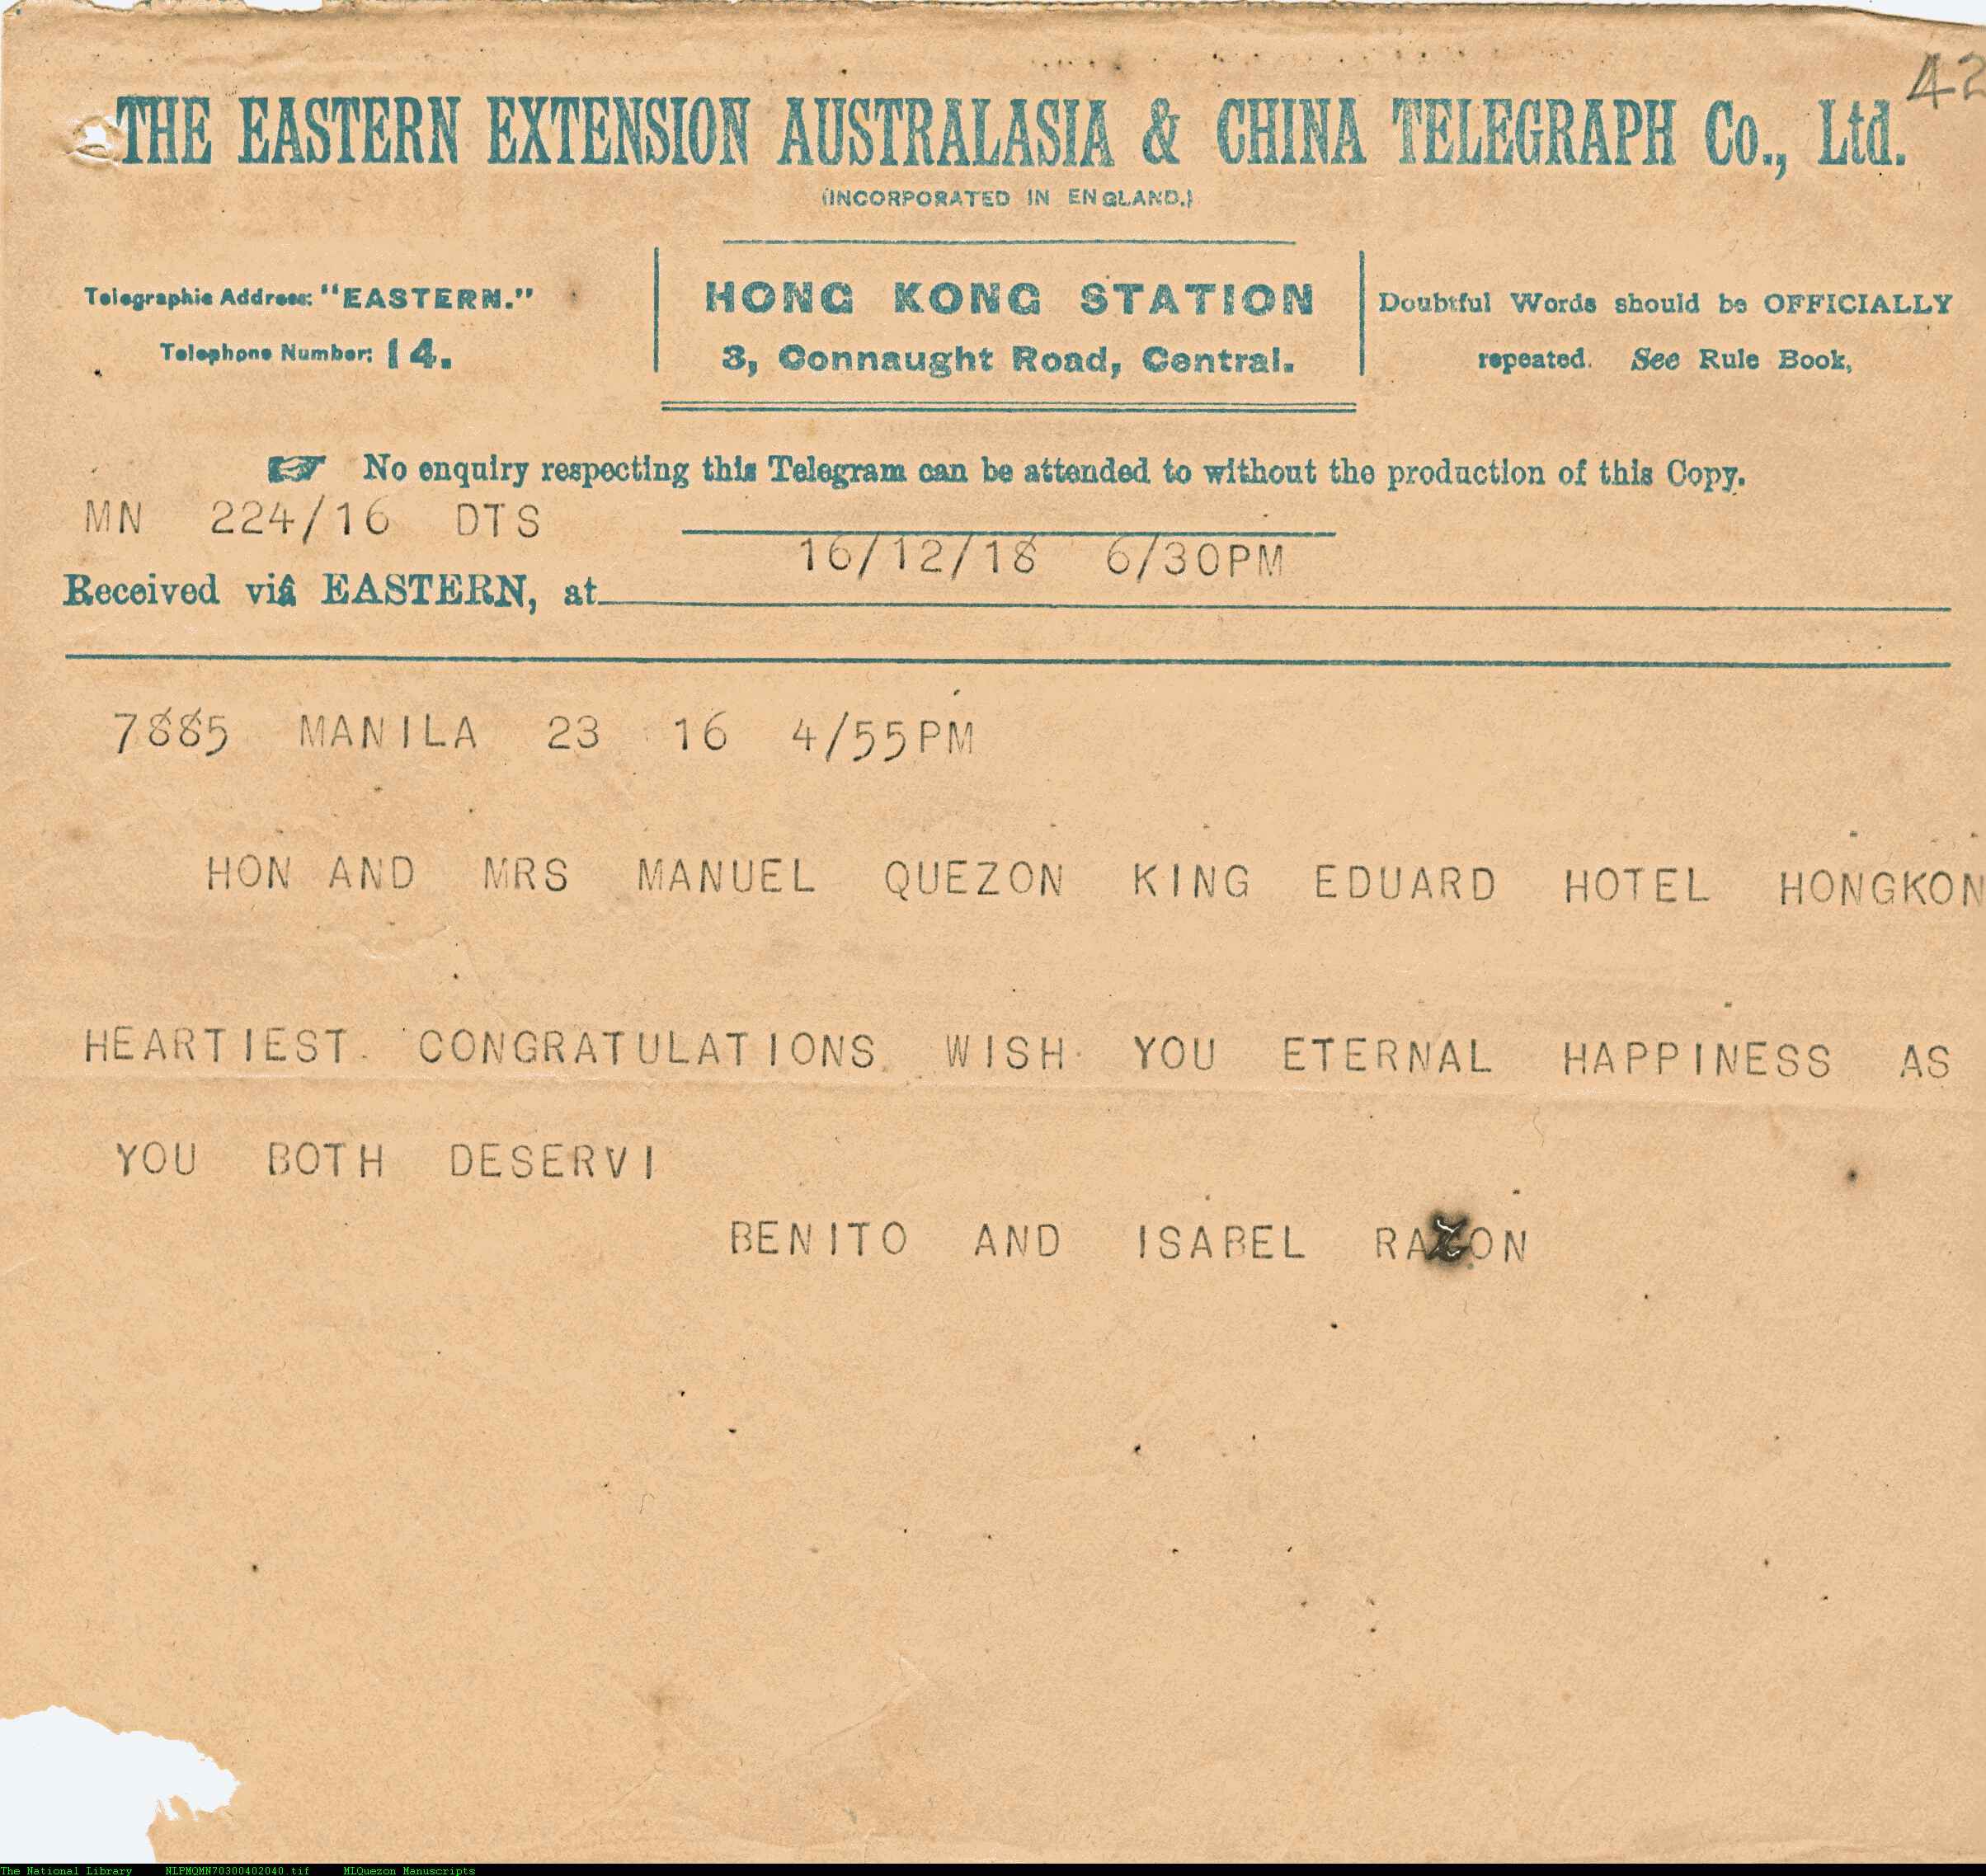 42
THE EASTERN EXTENSION AUSTRALASIA & CHINA TELEGRAPH Co., Ltd.
(INCORPORATED IN ENGLAND.)
Telegraphic Address: "EASTERN."
Telephone Number: 14.
HONG KONG STATION
3, Connaught Road, Central.
Doubtful Words should be OFFICIALLY
repeated. See Rule Book,
☞ No enquiry respecting this Telegram can be attended to without the production of this Copy.
MN 224/16 DTS
16/12/18 6/30PM
Received viâ EASTERN, at
7885 MANILA 23 16 4/55PM
HON AND MRS MANUEL QUEZON KING EDUARD HOTEL HONGKON
HEARTIEST CONGRATULATIONS WISH YOU ETERNAL HAPPINESS AS
YOU BOTH DESERVI
BENITO AND ISABEL RAZON
The National Library NLPMQMN70300402040.tif MLQuezon Manuscripts